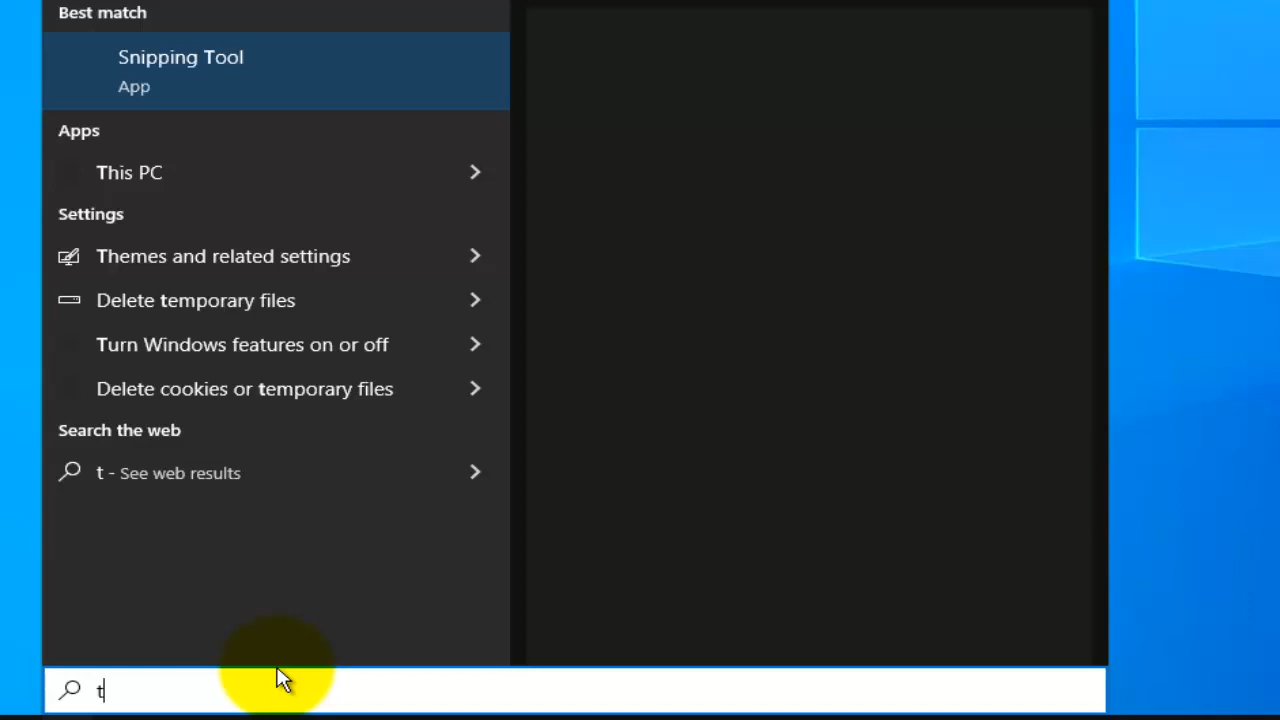 Best match
Snipping Tool
App
Apps
This PC
Settings
Themes and related settings
Delete temporary files
Turn Windows features on or off
Delete cookies or temporary files
Search the web
t - See web results
t